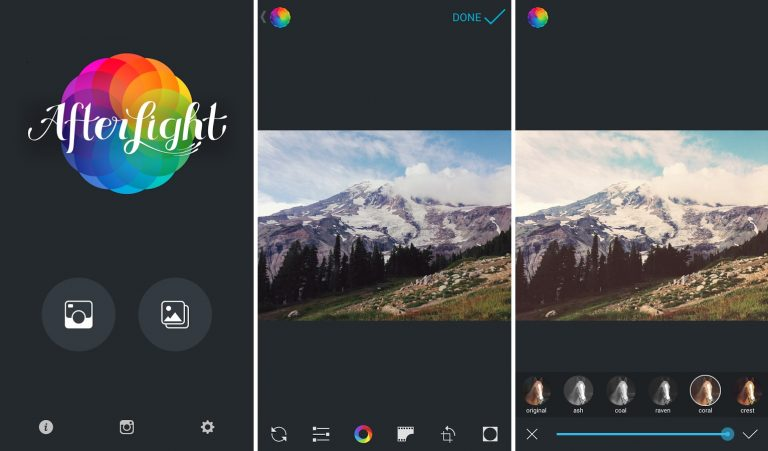 AfterLight
DONE
original ash coal raven coral crest